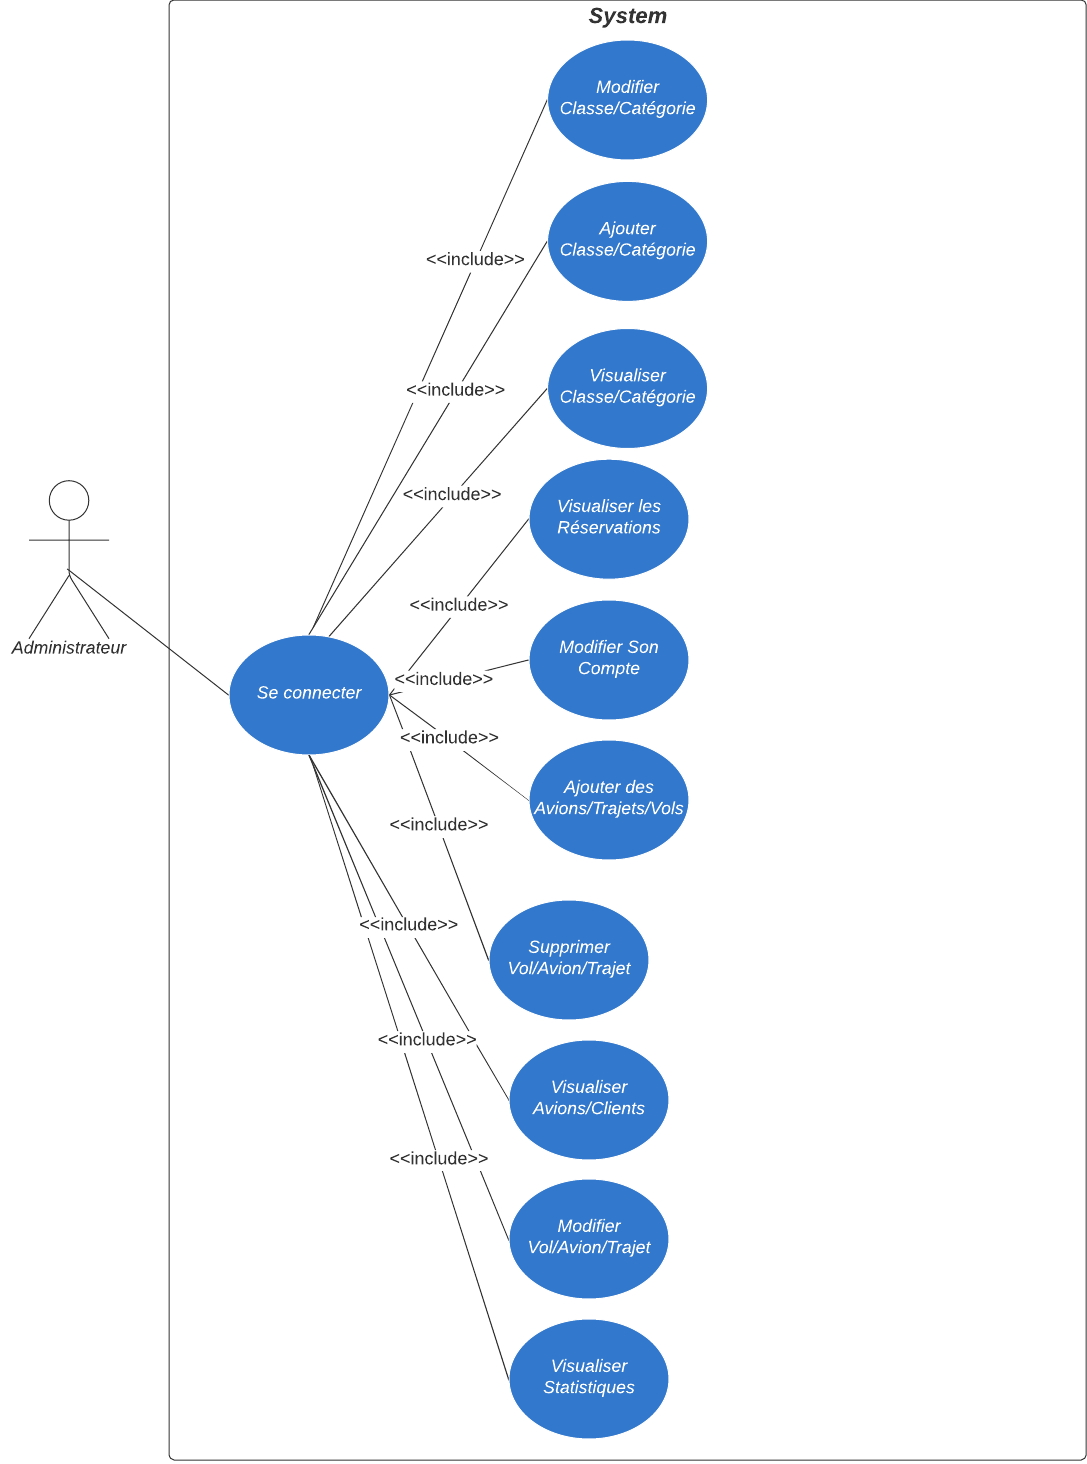 System
Modifier
Classe/Catégorie
Ajouter
Classe/Catégorie
<<include>>
Visualiser
Classe/Catégorie
<<include>>
<<include>>
Visualiser les
Réservations
<<include>>
Modifier Son
Compte
Administrateur
<<include>>
Se connecter
<<include>>
Ajouter des
Avions/Trajets/Vols
<<include>>
<<include>>
Supprimer
Vol/Avion/Trajet
<<include>>
Visualiser
Avions/Clients
<<include>>
Modifier
Vol/Avion/Trajet
Visualiser
Statistiques